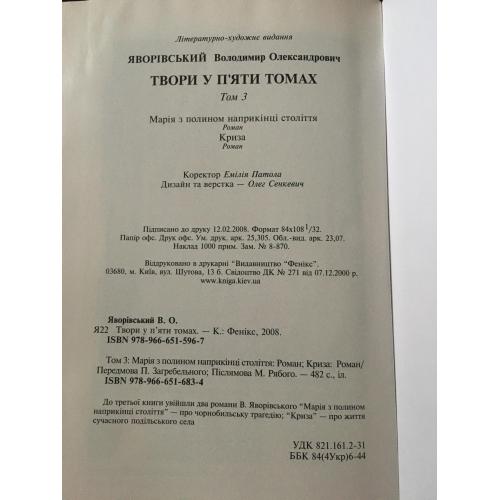 Літературно-художнє видання
ЯВОРІВСЬКИЙ Володимир Олександрович
ТВОРИ У П'ЯТИ ТОМАХ
Том 3
Марія з полином наприкінці століття
Роман
Криза
Роман
Коректор Емілія Патола
Дизайн та верстка — Олег Сенкевич
Підписано до друку 12.02.2008. Формат 84х108 1/32.
Папір офс. Друк офс. Ум. друк. арк. 25,305. Обл.-вид. арк. 23,07.
Наклад 1000 прим. Зам. № 8-870.
Віддруковано в друкарні "Видавництво "Фенікс".
03680, м. Київ, вул. Шутова, 13 б. Свідоцтво ДК № 271 від 07.12.2000 р.
www.kniga.kiev.ua
Яворівський В. О.
Я22 Твори у п'яти томах. — К.: Фенікс, 2008.
ISBN 978-966-651-596-7
Том 3: Марія з полином наприкінці століття: Роман; Криза: Роман/
Передмова П. Загребельного; Післямова М. Рябого. — 482 с., іл.
ISBN 978-966-651-683-4
До третьої книги увійшли два романи В. Яворівського "Марія з полином
наприкінці століття" — про чорнобильську трагедію; "Криза" — про життя
сучасного подільського села
УДК 821.161.2-31
ББК 84(4Укр)6-44